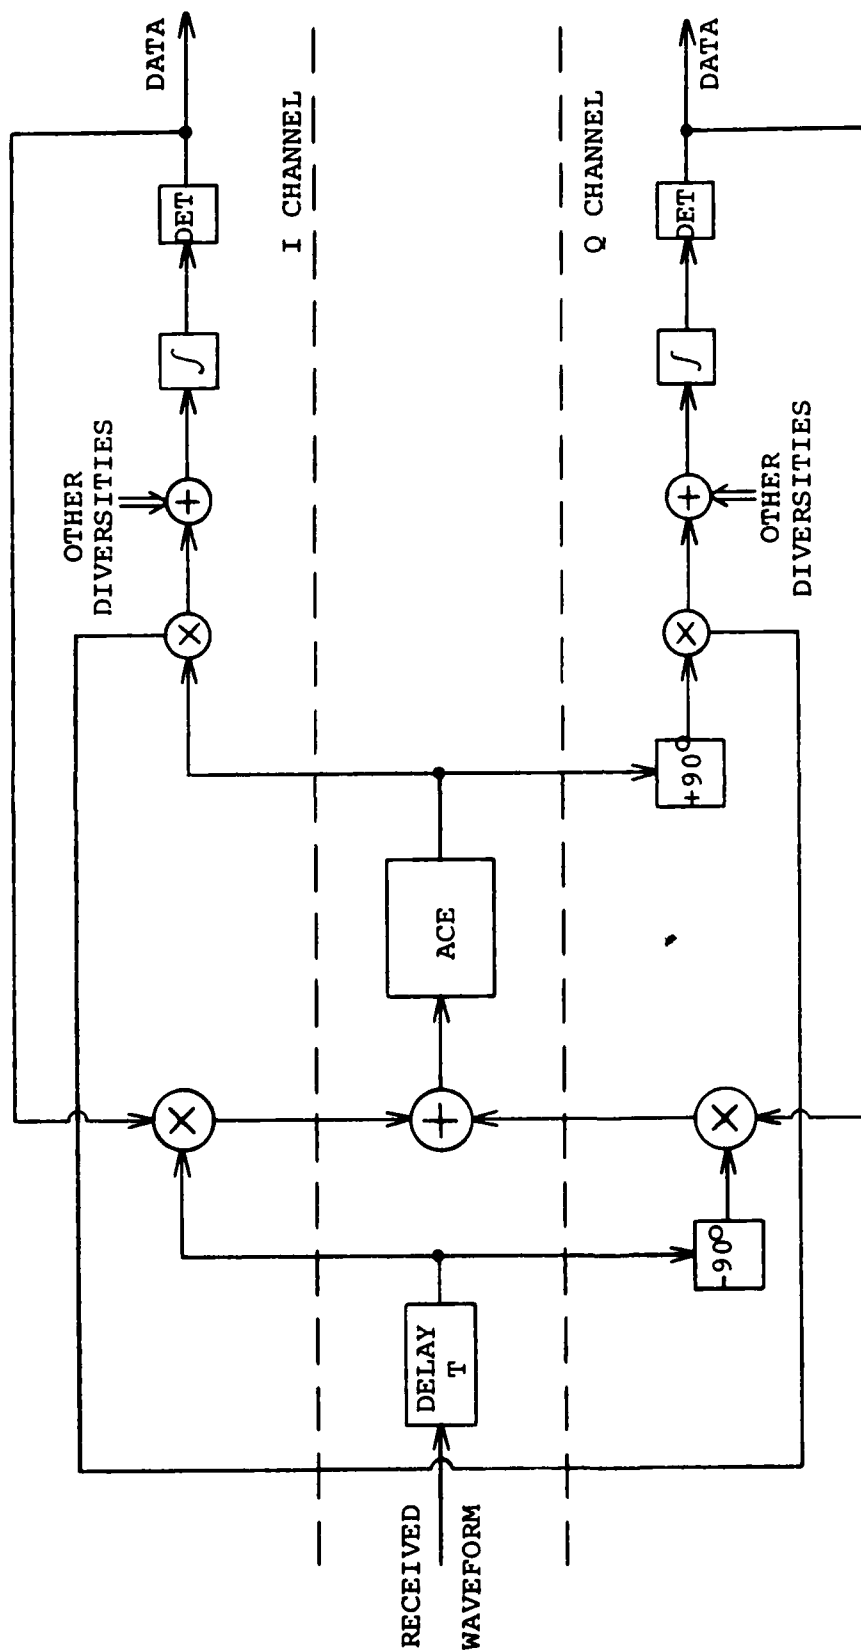 RECEIVED
WAVEFORM
DELAY
T
-90°
×
×
+
ACE
+90°
×
×
OTHER
DIVERSITIES
+
+
OTHER
DIVERSITIES
∫
∫
I CHANNEL
Q CHANNEL
DET
DET
DATA
DATA